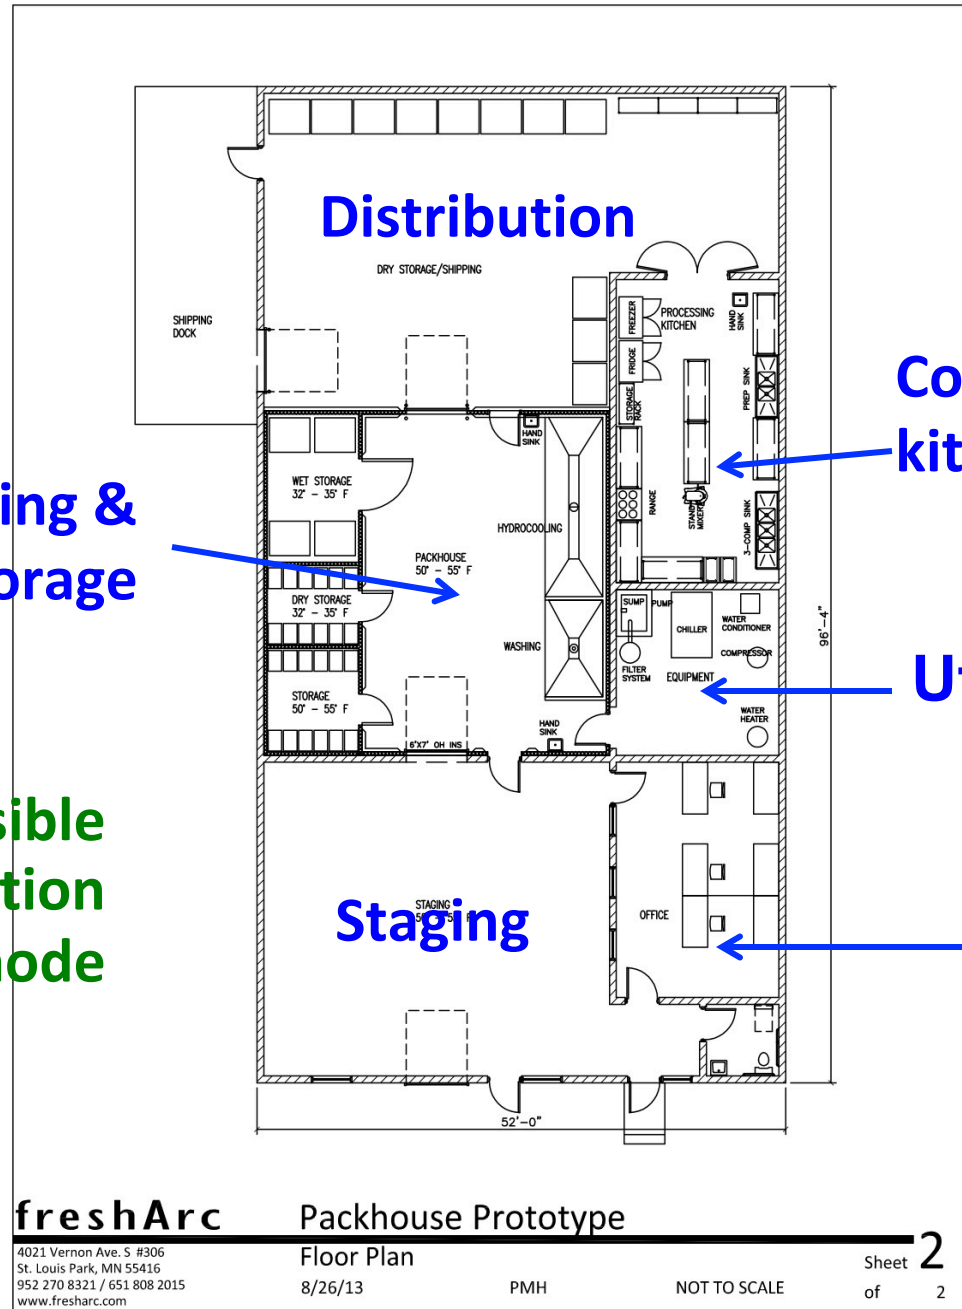 Distribution
DRY STORAGE/SHIPPING
SHIPPING
DOCK
FREEZER
PROCESSING
KITCHEN
HAND
SINK
FRIDGE
STORAGE
RACK
PREP SINK
Co
kit
HAND
SINK
WET STORAGE
32° - 35° F
ing &
orage
HYDROCOOLING
RANGE
STAND
MIXER
3-COMP SINK
PACKHOUSE
50° - 55° F
DRY STORAGE
32° - 35° F
SUMP
PUMP
CHILLER
WATER
CONDITIONER
96'-4"
WASHING
FILTER
SYSTEM
EQUIPMENT
COMPRESSOR
STORAGE
50° - 55° F
WATER
HEATER
HAND
SINK
6'X7' OH INS
sible
tion
node
STAGING
Staging
OFFICE
52'-0"
freshArc
Packhouse Prototype
4021 Vernon Ave. S #306
St. Louis Park, MN 55416
952 270 8321 / 651 808 2015
www.fresharc.com
Floor Plan
8/26/13 PMH NOT TO SCALE
Sheet 2
of 2